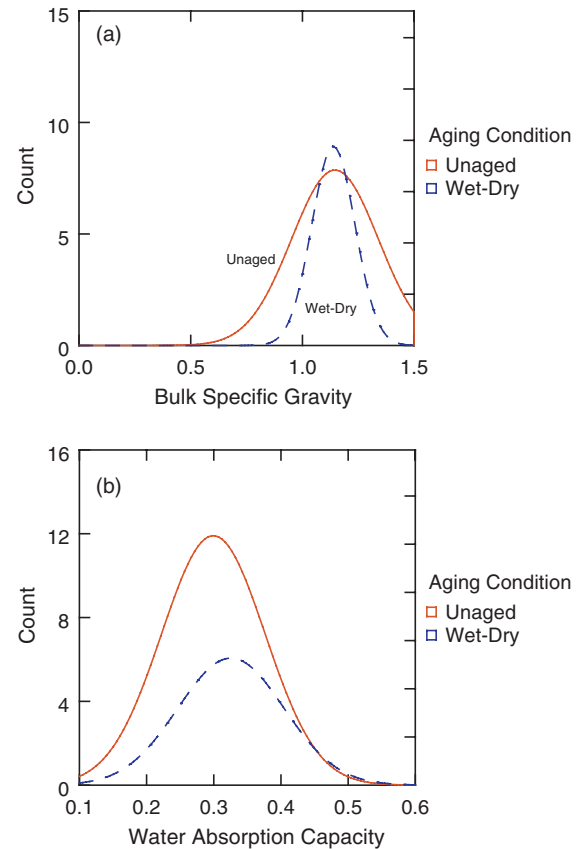 15
(a)
10
Count
Aging Condition
Unaged
Wet-Dry
5
Unaged
Wet-Dry
0
0.0 0.5 1.0 1.5
Bulk Specific Gravity
16
(b)
12
Count
Aging Condition
Unaged
Wet-Dry
8
4
0
0.1 0.2 0.3 0.4 0.5 0.6
Water Absorption Capacity